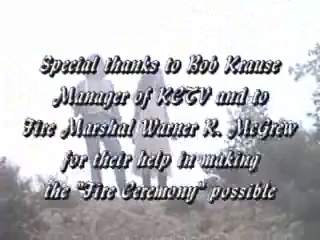 Special thanks to Bob Krause
Manager of KCTV and to
Fire Marshal Warner R. McGrew
for their help in making
the "Fire Ceremony" possible